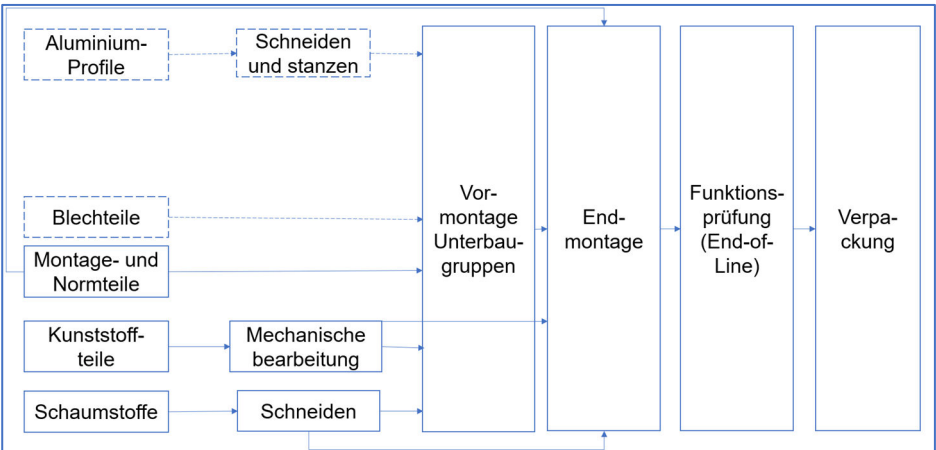 Aluminium-
Profile
Schneiden
und stanzen
Blechteile
Montage- und
Normteile
Kunststoff-
teile
Mechanische
bearbeitung
Schaumstoffe
Schneiden
Vor-
montage
Unterbau-
gruppen
End-
montage
Funktions-
prüfung
(End-of-
Line)
Verpa-
ckung